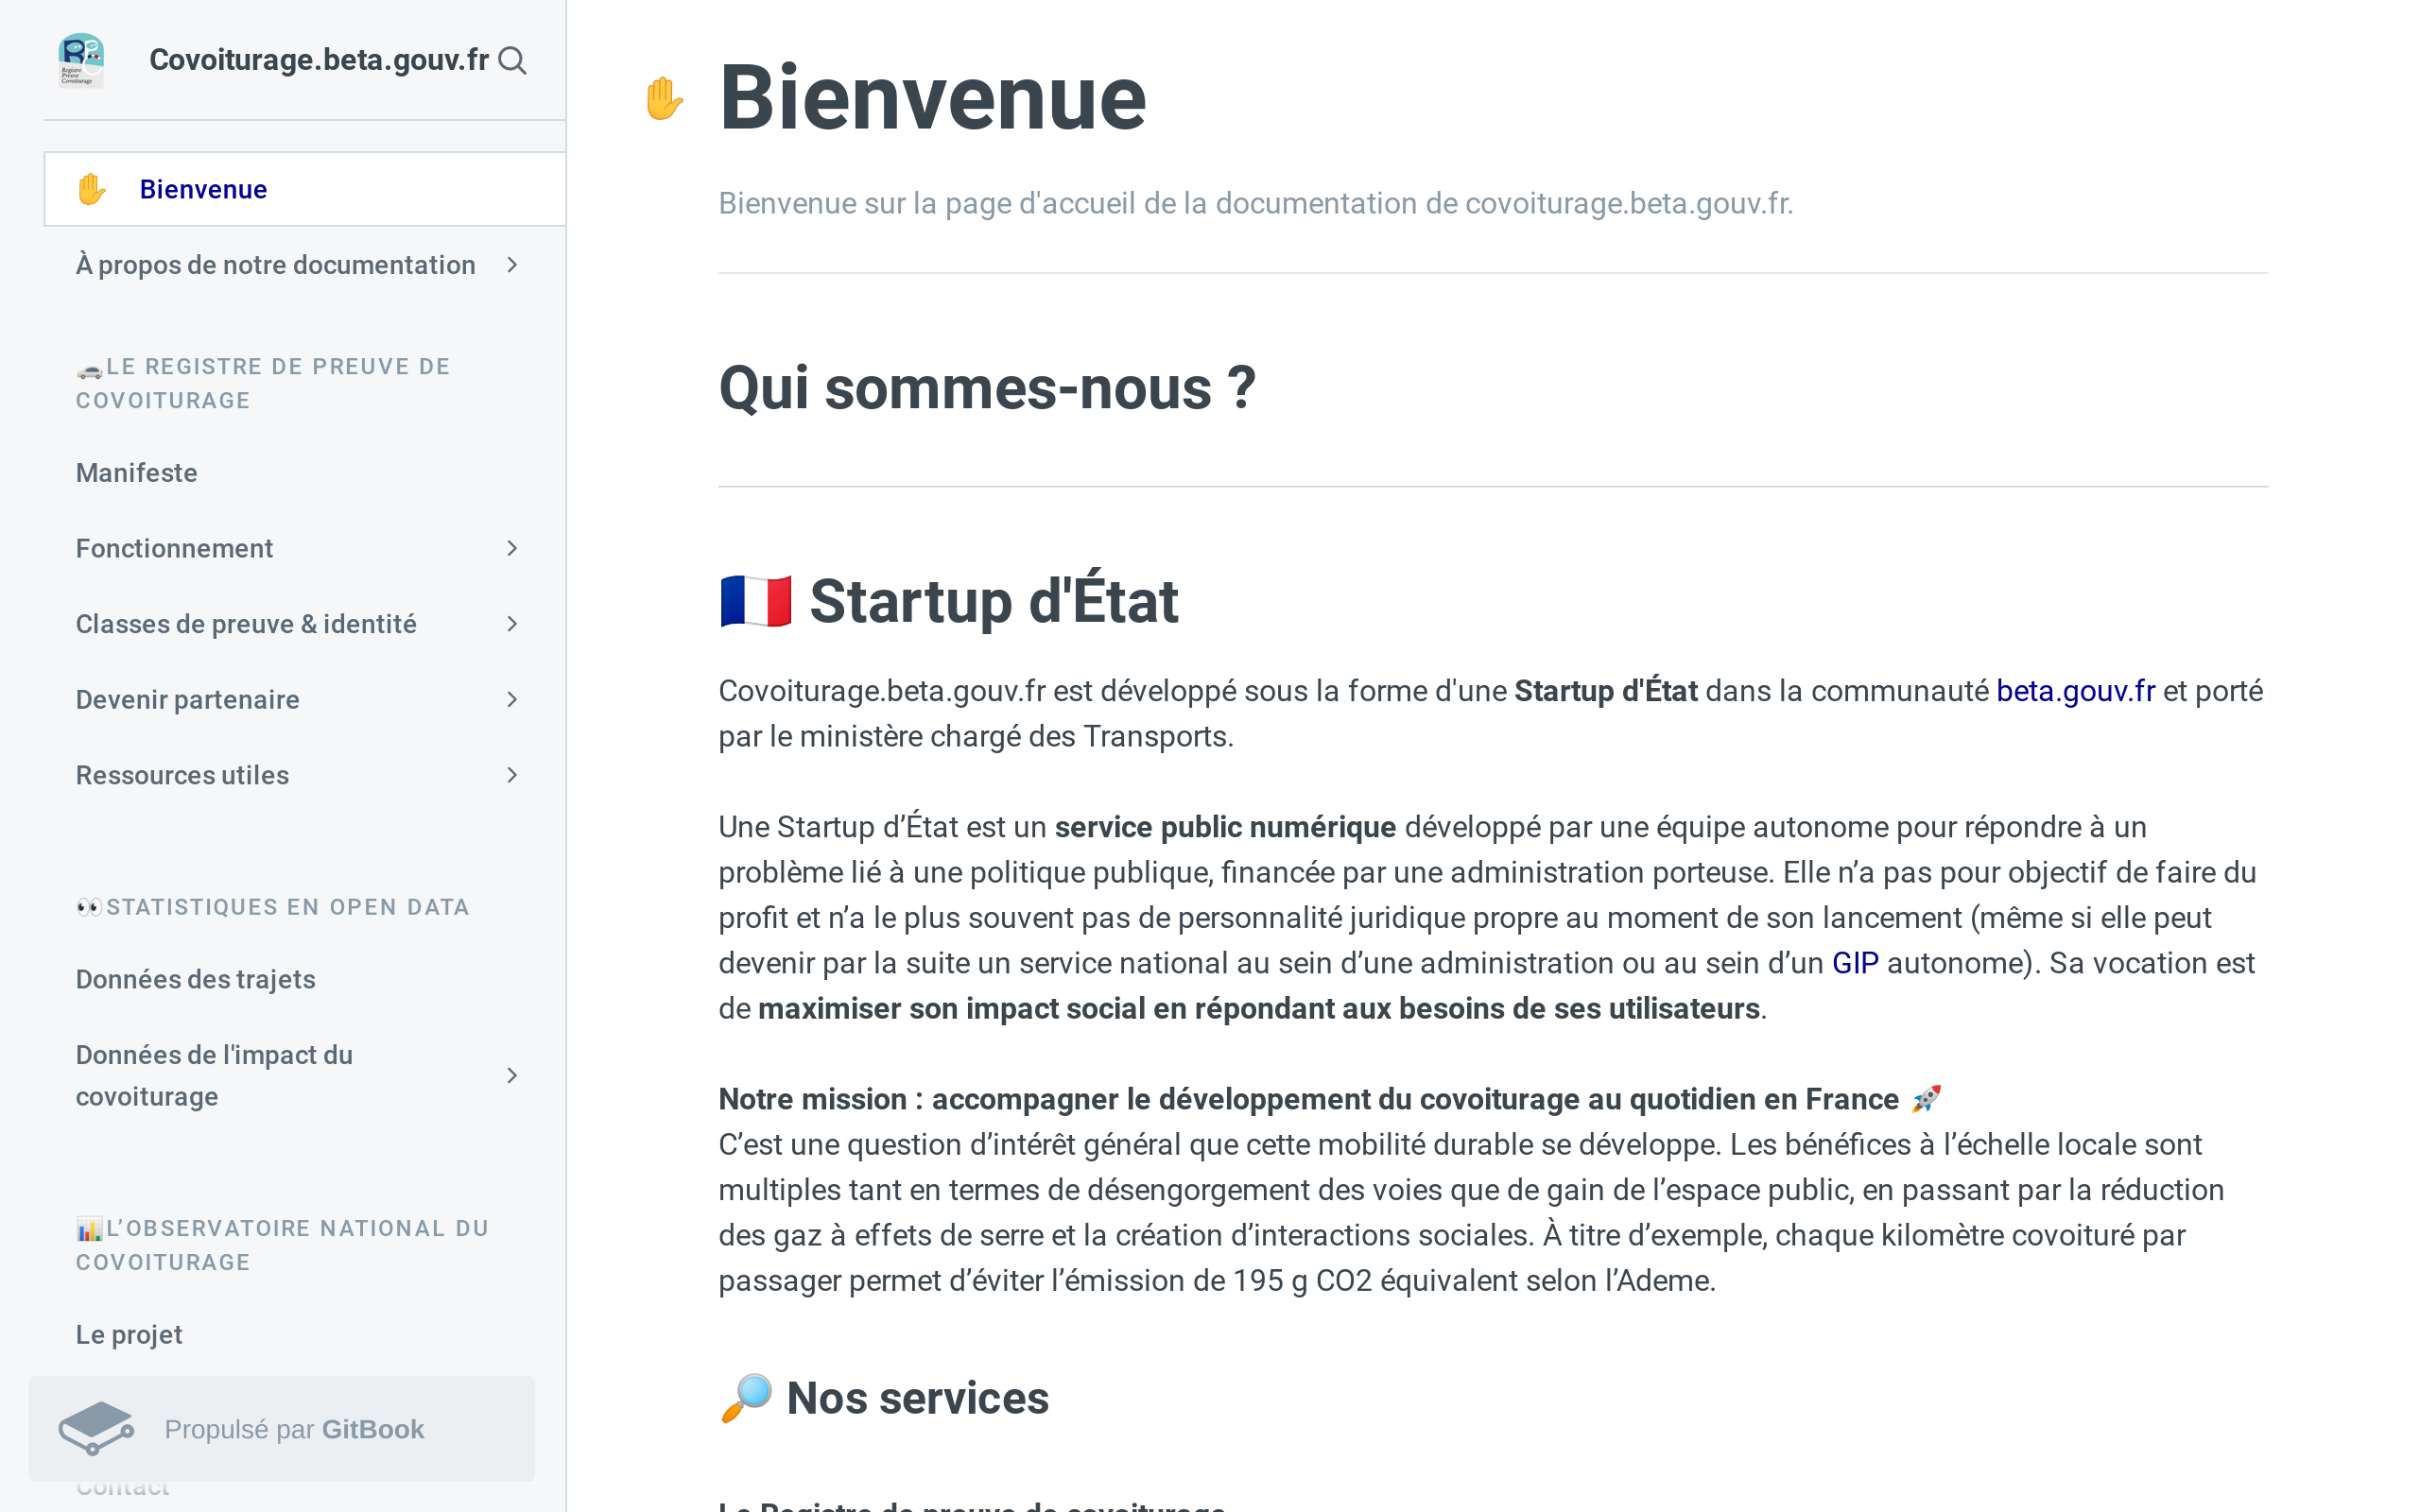 Covoiturage.beta.gouv.fr
Bienvenue
À propos de notre documentation
🚗LE REGISTRE DE PREUVE DE
COVOITURAGE
Manifeste
Fonctionnement
Classes de preuve & identité
Devenir partenaire
Ressources utiles
👀STATISTIQUES EN OPEN DATA
Données des trajets
Données de l'impact du
covoiturage
📊L’OBSERVATOIRE NATIONAL DU
COVOITURAGE
Le projet
Propulsé par GitBook
Contact
Bienvenue
Bienvenue sur la page d'accueil de la documentation de covoiturage.beta.gouv.fr.
Qui sommes-nous ?
🇫🇷 Startup d'État
Covoiturage.beta.gouv.fr est développé sous la forme d'une Startup d'État dans la communauté beta.gouv.fr et porté
par le ministère chargé des Transports.
Une Startup d’État est un service public numérique développé par une équipe autonome pour répondre à un
problème lié à une politique publique, financée par une administration porteuse. Elle n’a pas pour objectif de faire du
profit et n’a le plus souvent pas de personnalité juridique propre au moment de son lancement (même si elle peut
devenir par la suite un service national au sein d’une administration ou au sein d’un GIP autonome). Sa vocation est
de maximiser son impact social en répondant aux besoins de ses utilisateurs.
Notre mission : accompagner le développement du covoiturage au quotidien en France 🚀
C’est une question d’intérêt général que cette mobilité durable se développe. Les bénéfices à l’échelle locale sont
multiples tant en termes de désengorgement des voies que de gain de l’espace public, en passant par la réduction
des gaz à effets de serre et la création d’interactions sociales. À titre d’exemple, chaque kilomètre covoituré par
passager permet d’éviter l’émission de 195 g CO2 équivalent selon l’Ademe.
🔎 Nos services
Le Registre de preuve de covoiturage